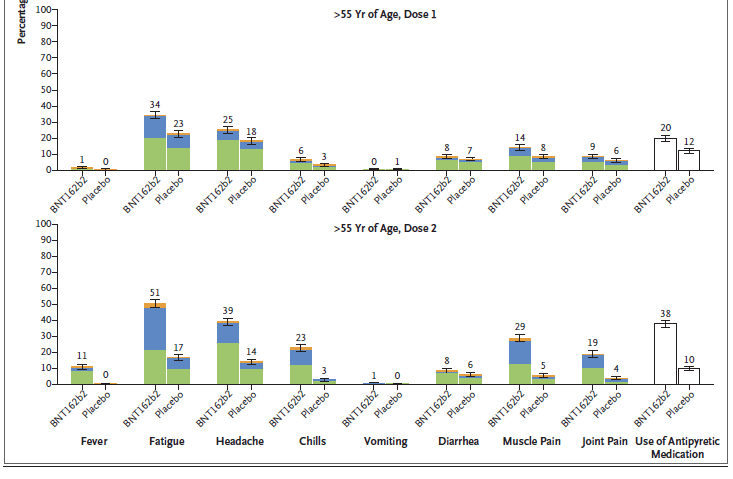 Percentag
>55 Yr of Age, Dose 1
100
90
80
70
60
50
40
30
20
10
0
1 0 34 23 25 18 6 3 0 1 8 7 14 8 9 6 20 12
BNT162b2 Placebo BNT162b2 Placebo BNT162b2 Placebo BNT162b2 Placebo BNT162b2 Placebo BNT162b2 Placebo BNT162b2 Placebo BNT162b2 Placebo BNT162b2 Placebo
>55 Yr of Age, Dose 2
100
90
80
70
60
50
40
30
20
10
0
11 0 51 17 39 14 23 3 1 0 8 6 29 5 19 4 38 10
BNT162b2 Placebo BNT162b2 Placebo BNT162b2 Placebo BNT162b2 Placebo BNT162b2 Placebo BNT162b2 Placebo BNT162b2 Placebo BNT162b2 Placebo BNT162b2 Placebo
Fever Fatigue Headache Chills Vomiting Diarrhea Muscle Pain Joint Pain Use of Antipyretic
Medication